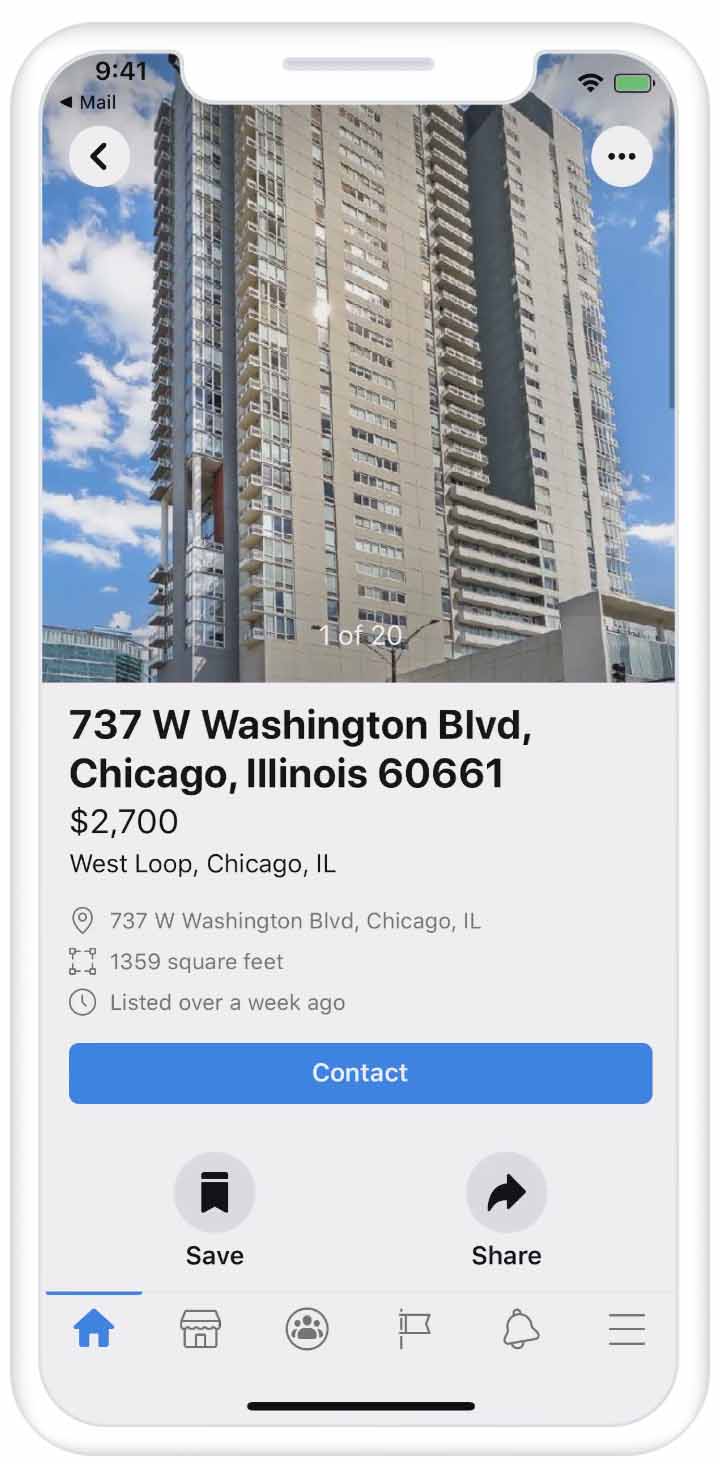 9:41
◀ Mail
1 of 20
737 W Washington Blvd,
Chicago, Illinois 60661
$2,700
West Loop, Chicago, IL
737 W Washington Blvd, Chicago, IL
1359 square feet
Listed over a week ago
Contact
Save
Share